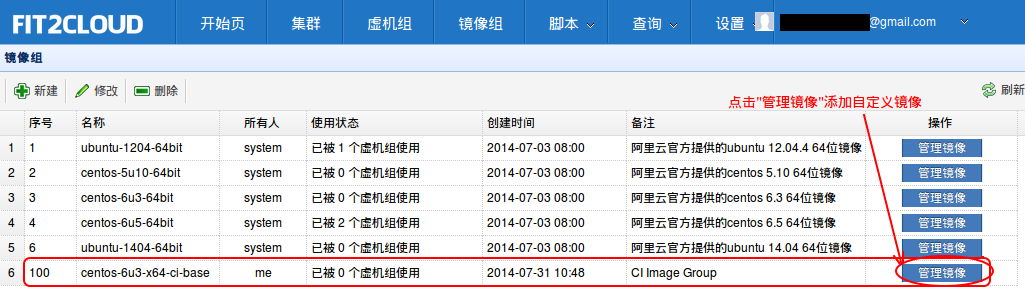 FIT2CLOUD 开始页 集群 虚机组 镜像组 脚本 查询 设置 @gmail.com
镜像组
新建 修改 删除 刷新
点击"管理镜像"添加自定义镜像
序号 名称 所有人 使用状态 创建时间 备注 操作
1 1 ubuntu-1204-64bit system 已被 1 个虚机组使用 2014-07-03 08:00 阿里云官方提供的ubuntu 12.04.4 64位镜像 管理镜像
2 2 centos-5u10-64bit system 已被 0 个虚机组使用 2014-07-03 08:00 阿里云官方提供的centos 5.10 64位镜像 管理镜像
3 3 centos-6u3-64bit system 已被 0 个虚机组使用 2014-07-03 08:00 阿里云官方提供的centos 6.3 64位镜像 管理镜像
4 4 centos-6u5-64bit system 已被 2 个虚机组使用 2014-07-03 08:00 阿里云官方提供的centos 6.5 64位镜像 管理镜像
5 6 ubuntu-1404-64bit system 已被 0 个虚机组使用 2014-07-03 08:00 阿里云官方提供的ubuntu 14.04 64位镜像 管理镜像
6 100 centos-6u3-x64-ci-base me 已被 0 个虚机组使用 2014-07-31 10:48 CI Image Group 管理镜像